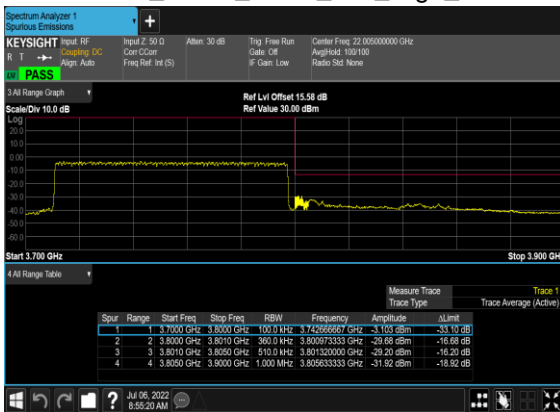 Spectrum Analyzer 1
Spurious Emissions
KEYSIGHT Input: RF Input Z: 50 Ω Atten: 30 dB Trig: Free Run Center Freq: 22.005000000 GHz
R T Coupling: DC Corr CCorr Gate: Off Avg|Hold: 100/100
Align: Auto Freq Ref: Int (S) IF Gain: Low Radio Std: None
PASS
3 All Range Graph
Ref Lvl Offset 15.58 dB
Scale/Div 10.0 dB Ref Value 30.00 dBm
Log
20.0
10.0
0.00
-10.0
-20.0
-30.0
-40.0
-50.0
-60.0
Start 3.700 GHz Stop 3.900 GH
4 All Range Table
Measure Trace Trace 1
Trace Type Trace Average (Active)
Spur Range Start Freq Stop Freq RBW Frequency Amplitude ΔLimit
1 1 3.7000 GHz 3.8000 GHz 100.0 kHz 3.742666667 GHz -3.103 dBm -33.10 dB
2 2 3.8000 GHz 3.8010 GHz 360.0 kHz 3.800973333 GHz -29.68 dBm -16.68 dB
3 3 3.8010 GHz 3.8050 GHz 510.0 kHz 3.801320000 GHz -29.20 dBm -16.20 dB
4 4 3.8050 GHz 3.9000 GHz 1.000 MHz 3.805633333 GHz -31.92 dBm -18.92 dB
Jul 06, 2022
8:55:20 AM